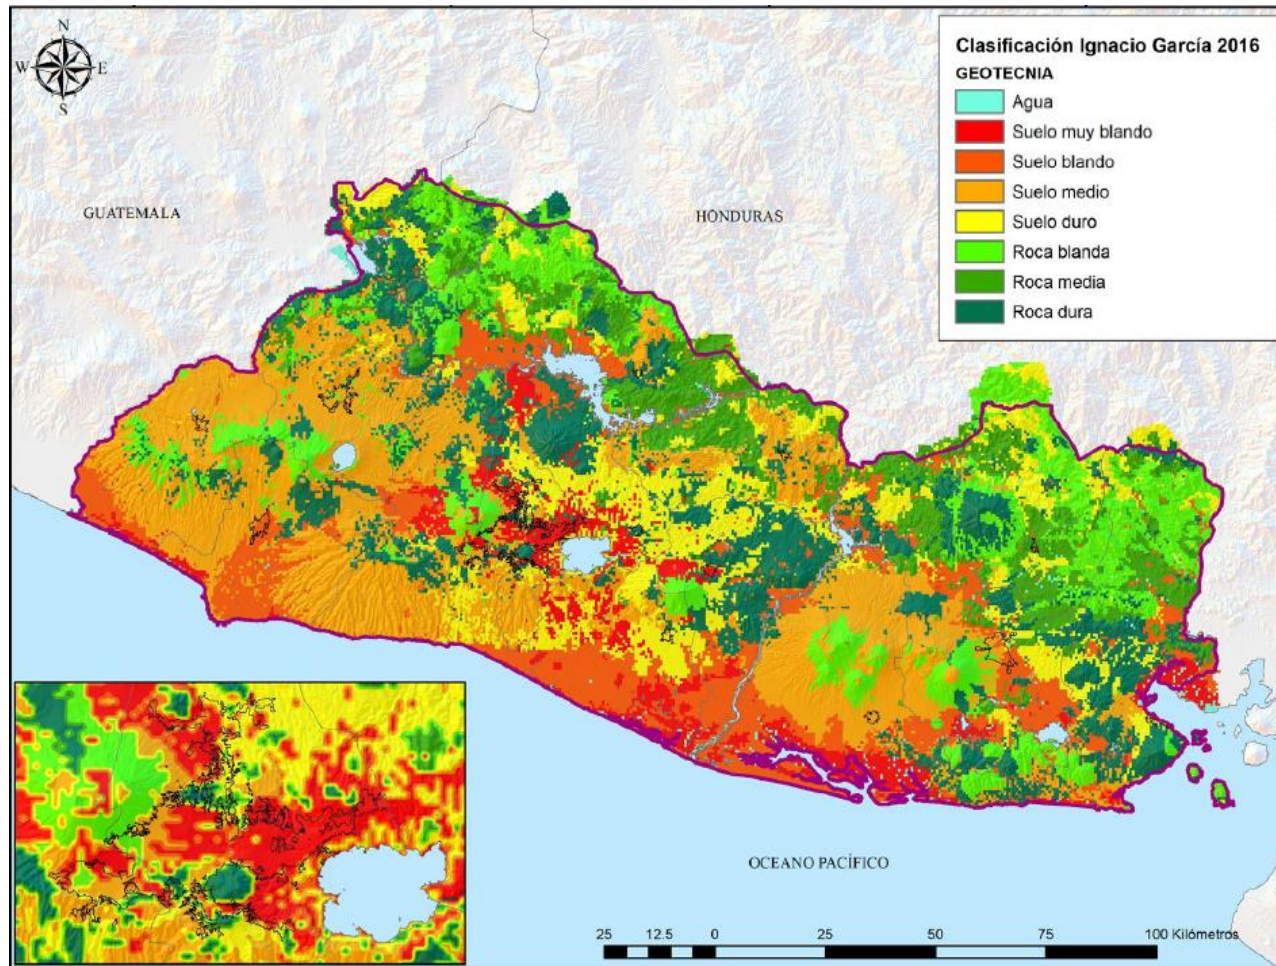 N
W
E
S
Clasificación Ignacio García 2016
GEOTECNIA
Agua
Suelo muy blando
Suelo blando
Suelo medio
Suelo duro
Roca blanda
Roca media
Roca dura
GUATEMALA
HONDURAS
OCEANO PACÍFICO
25 12.5 0 25 50 75 100 Kilómetros